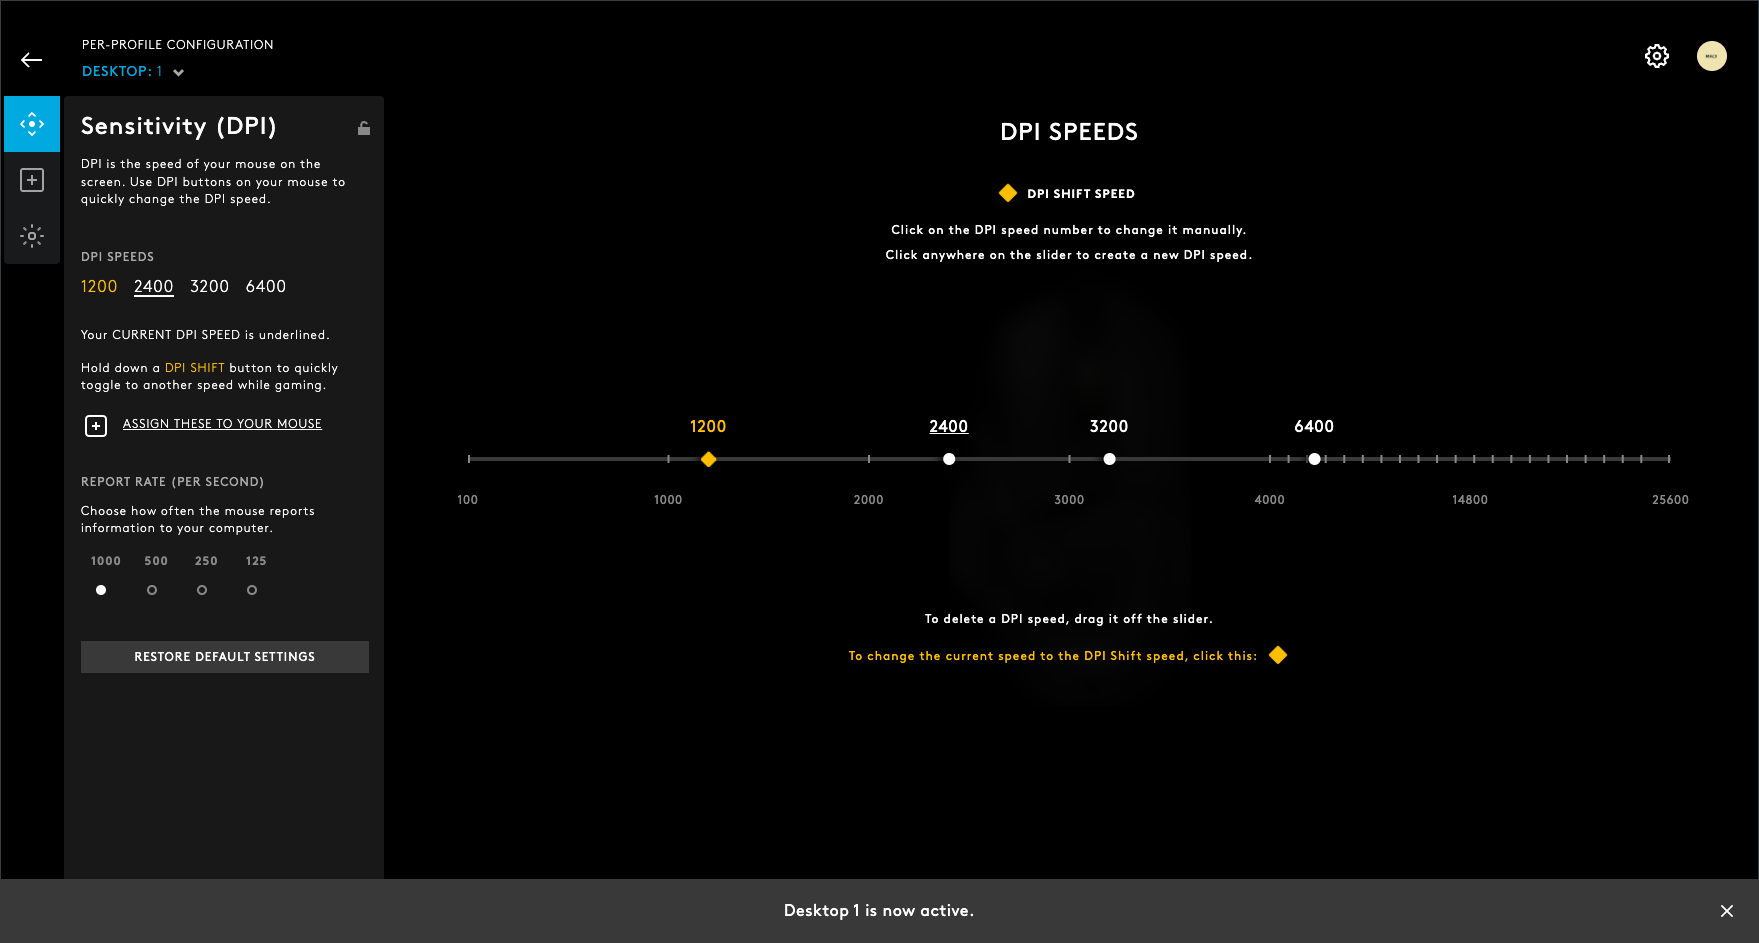 PER-PROFILE CONFIGURATION
DESKTOP: 1
Sensitivity (DPI)
DPI is the speed of your mouse on the
screen. Use DPI buttons on your mouse to
quickly change the DPI speed.
DPI SPEEDS
1200 2400 3200 6400
Your CURRENT DPI SPEED is underlined.
Hold down a DPI SHIFT button to quickly
toggle to another speed while gaming.
ASSIGN THESE TO YOUR MOUSE
REPORT RATE (PER SECOND)
Choose how often the mouse reports
information to your computer.
1000 500 250 125
RESTORE DEFAULT SETTINGS
DPI SPEEDS
DPI SHIFT SPEED
Click on the DPI speed number to change it manually.
Click anywhere on the slider to create a new DPI speed.
1200 2400 3200 6400
100 1000 2000 3000 4000 14800 25600
To delete a DPI speed, drag it off the slider.
To change the current speed to the DPI Shift speed, click this:
Desktop 1 is now active.